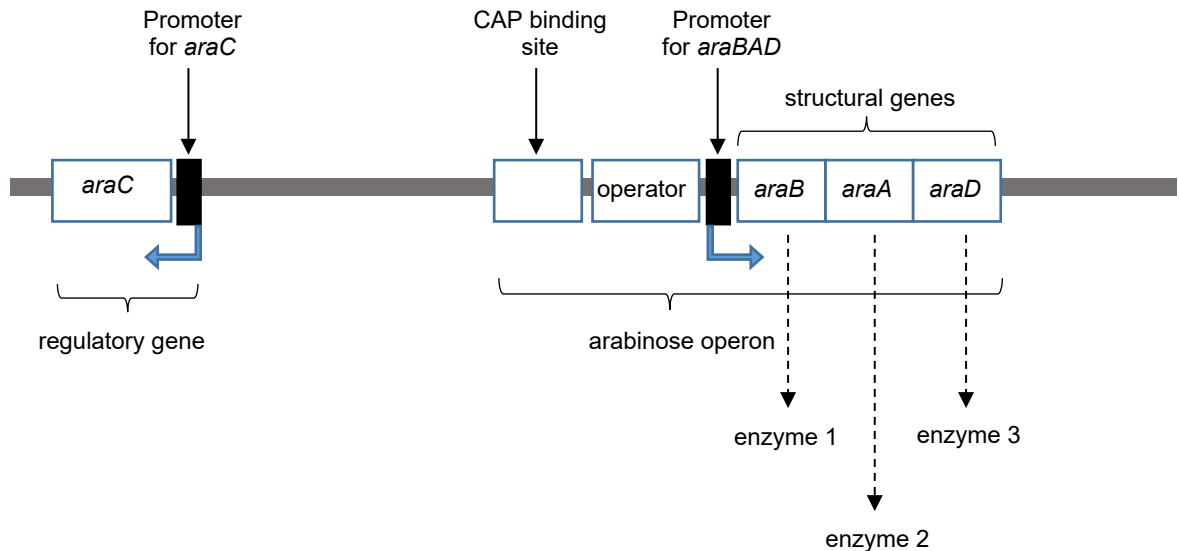 Promoter
for araC
CAP binding
site
Promoter
for araBAD
structural genes
araC
operator
araB
araA
araD
regulatory gene
arabinose operon
enzyme 1
enzyme 3
enzyme 2